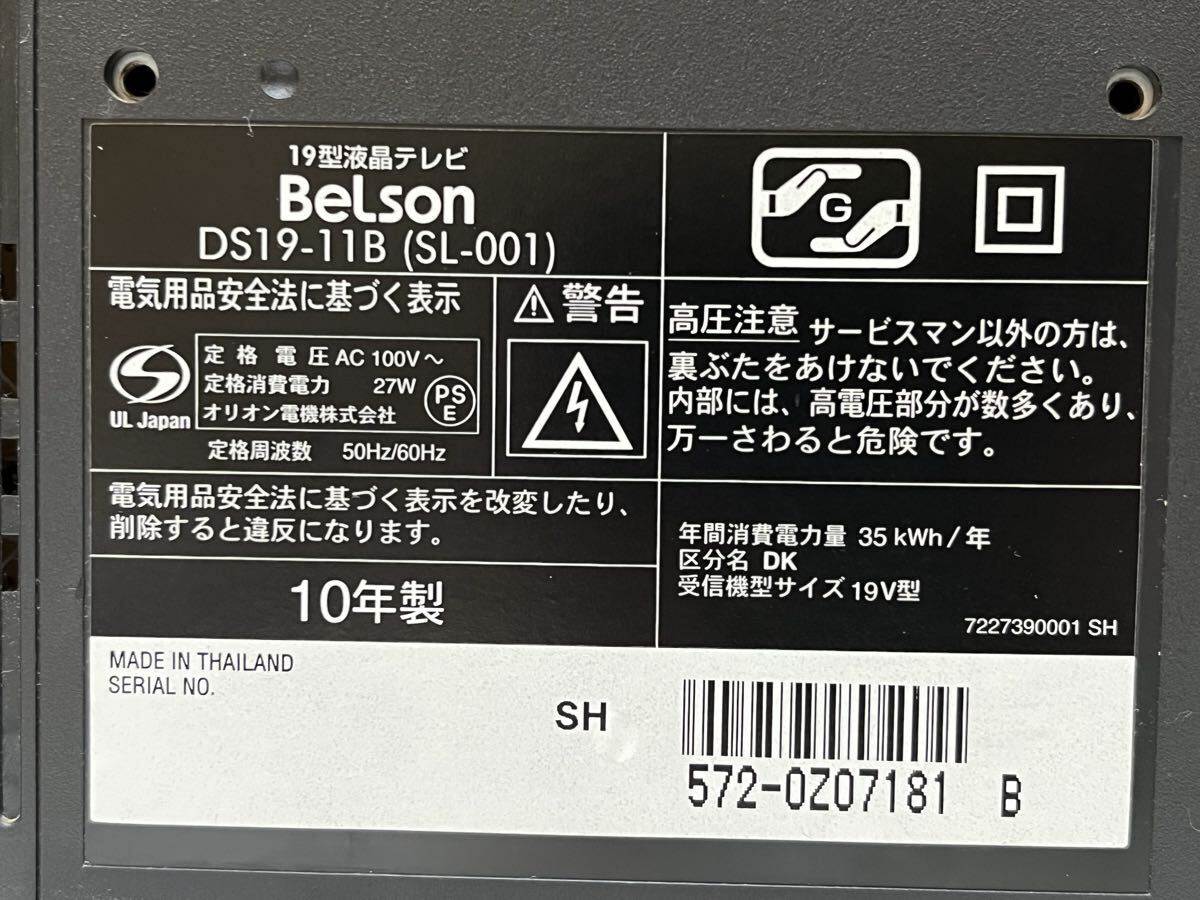 19型液晶テレビ
BeLson
DS19-11B (SL-001)
G
電気用品安全法に基づく表示
UL Japan
定格電圧 AC 100V～
定格消費電力 27W
オリオン電機株式会社
PS
E
定格周波数 50Hz/60Hz
警告
高圧注意 サービスマン以外の方は、
裏ぶたをあけないでください。
内部には、高電圧部分が数多くあり、
万一さわると危険です。
電気用品安全法に基づく表示を改変したり、
削除すると違反になります。
10年製
年間消費電力量 35 kWh/年
区分名 DK
受信機型サイズ 19V型
7227390001 SH
MADE IN THAILAND
SERIAL NO.
SH
572-0Z07181 B